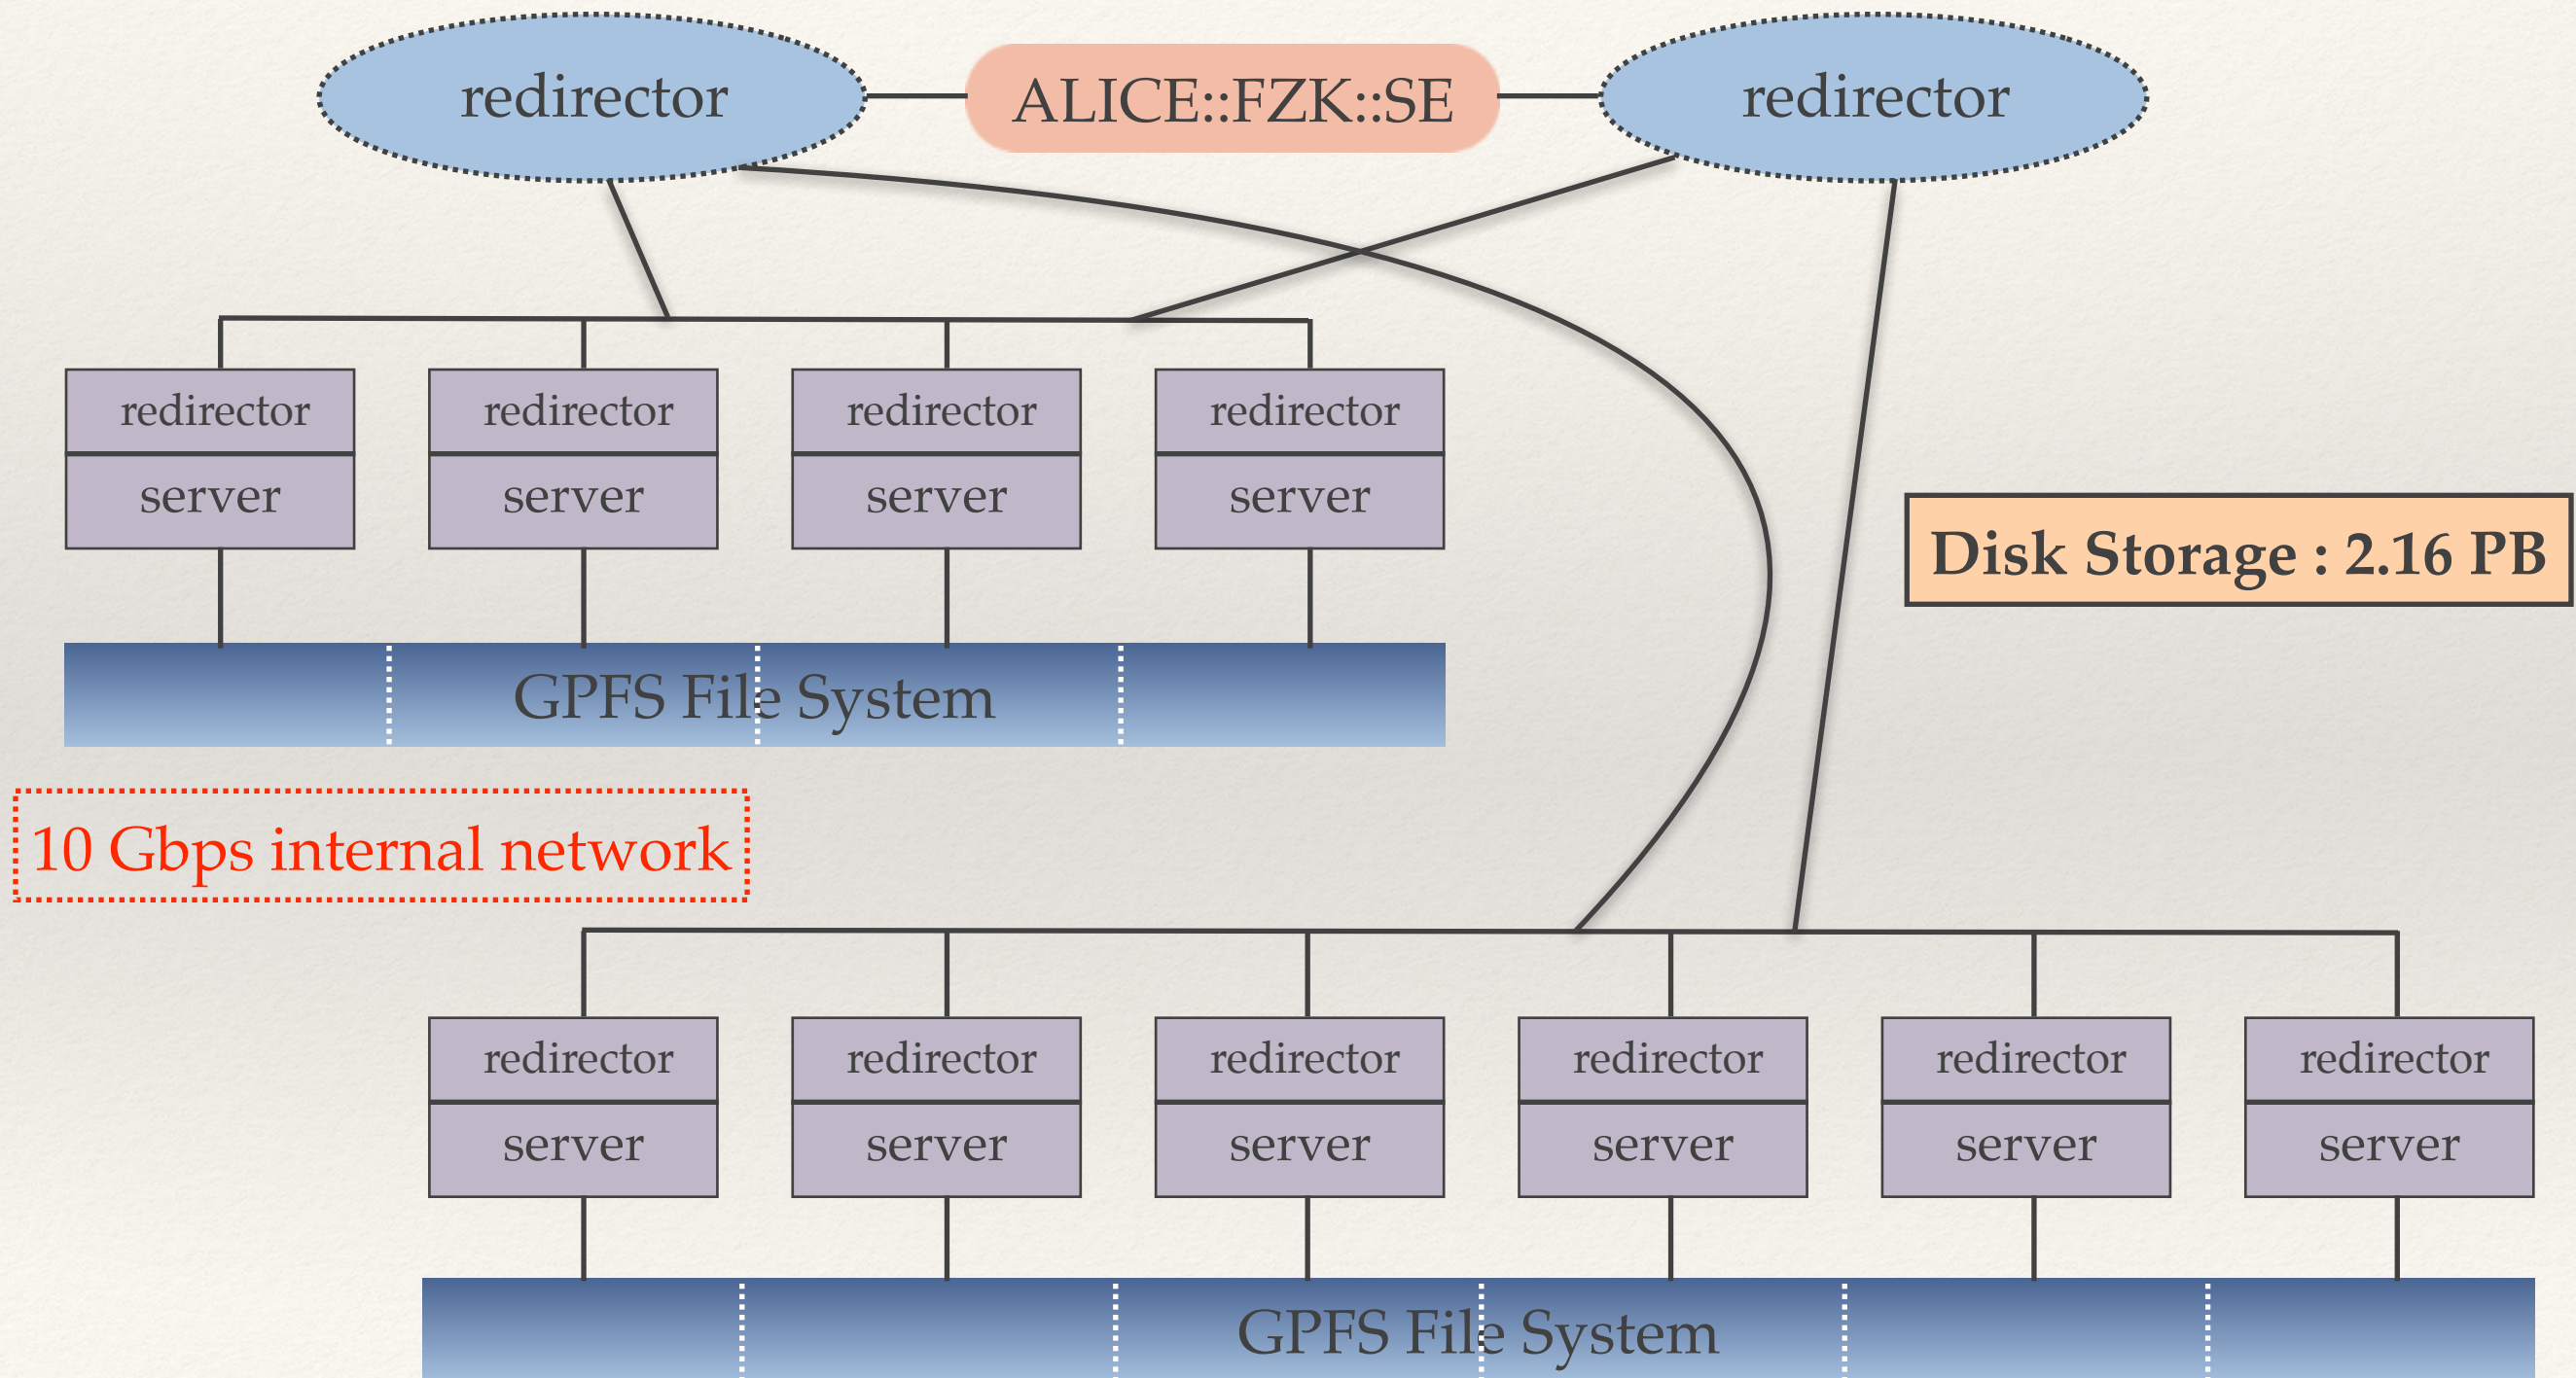 redirector
ALICE::FZK::SE
redirector
redirector
redirector
redirector
redirector
server
server
server
server
Disk Storage : 2.16 PB
GPFS File System
10 Gbps internal network
redirector
redirector
redirector
redirector
redirector
redirector
server
server
server
server
server
server
GPFS File System